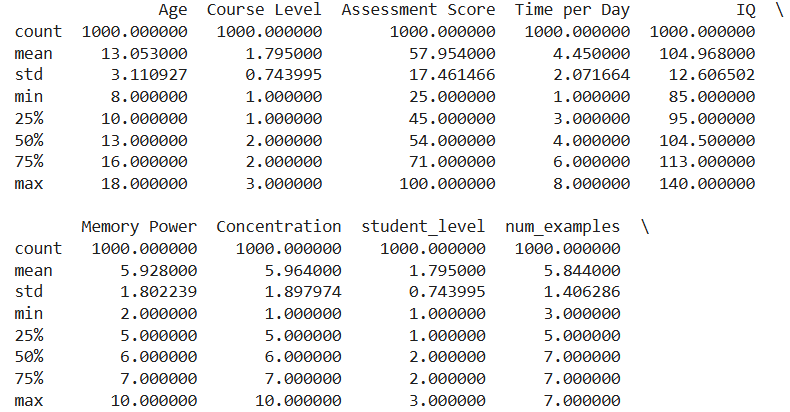 Age Course Level Assessment Score Time per Day IQ \
count 1000.000000 1000.000000 1000.000000 1000.000000 1000.000000
mean 13.053000 1.795000 57.954000 4.450000 104.968000
std 3.110927 0.743995 17.461466 2.071664 12.606502
min 8.000000 1.000000 25.000000 1.000000 85.000000
25% 10.000000 1.000000 45.000000 3.000000 95.000000
50% 13.000000 2.000000 54.000000 4.000000 104.500000
75% 16.000000 2.000000 71.000000 6.000000 113.000000
max 18.000000 3.000000 100.000000 8.000000 140.000000
Memory Power Concentration student_level num_examples \
count 1000.000000 1000.000000 1000.000000 1000.000000
mean 5.928000 5.964000 1.795000 5.844000
std 1.802239 1.897974 0.743995 1.406286
min 2.000000 1.000000 1.000000 3.000000
25% 5.000000 5.000000 1.000000 5.000000
50% 6.000000 6.000000 2.000000 7.000000
75% 7.000000 7.000000 2.000000 7.000000
max 10.000000 10.000000 3.000000 7.000000